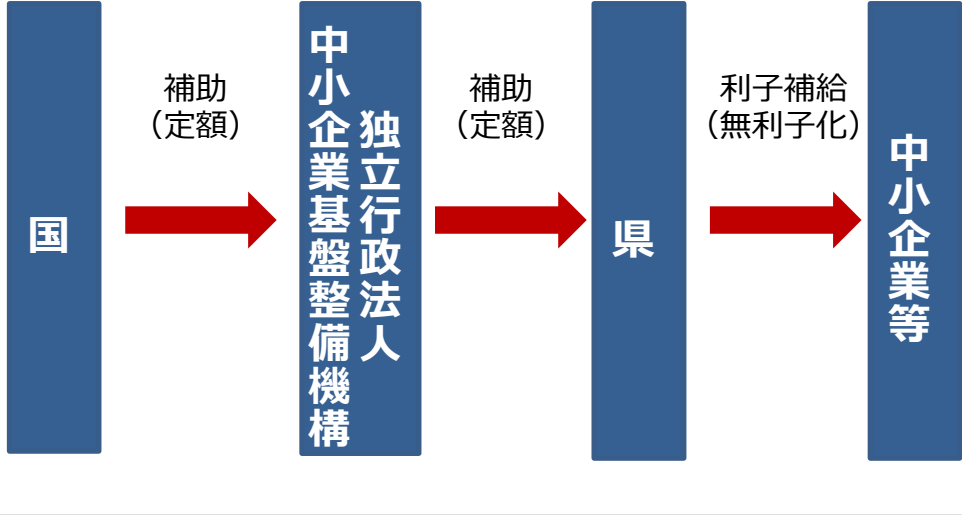 国
補助
（定額）
独立行政法人
中小企業基盤整備機構
補助
（定額）
県
利子補給
（無利子化）
中小企業等